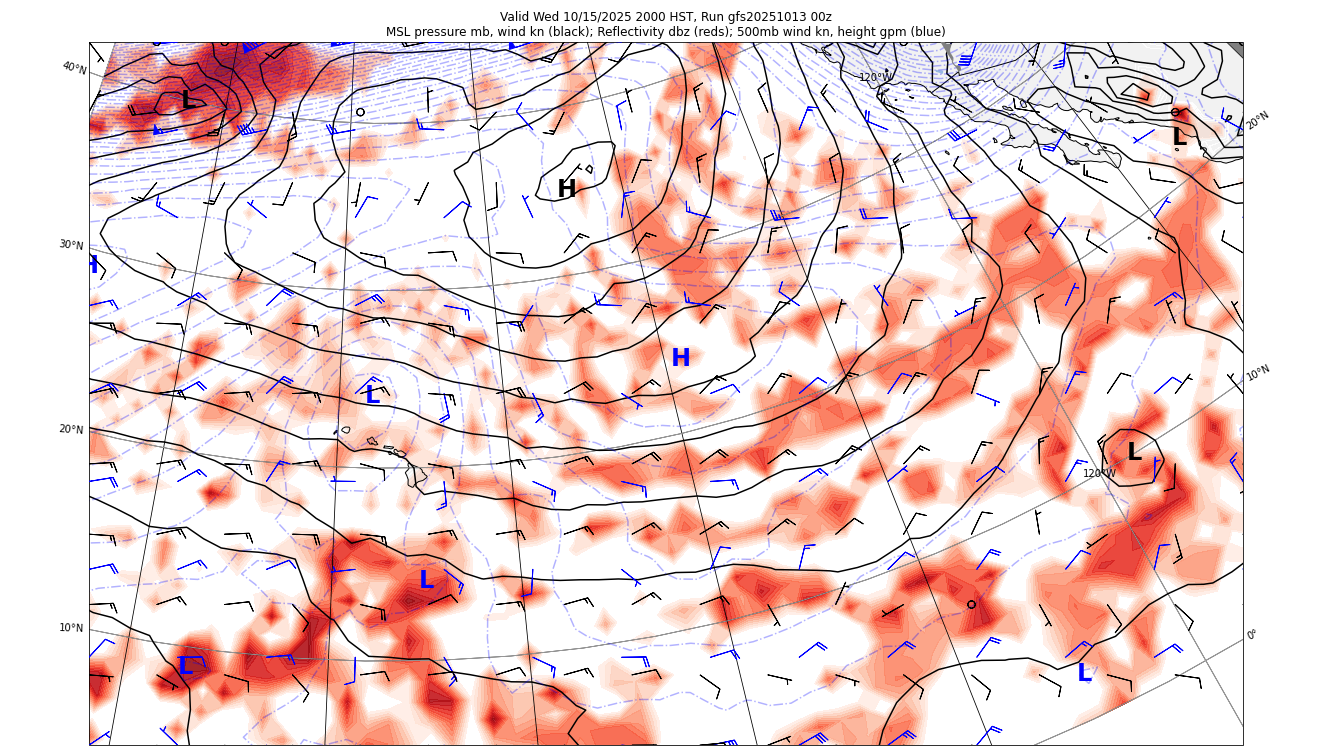 Valid Wed 10/15/2025 2000 HST, Run gfs20251013 00z
MSL pressure mb, wind kn (black); Reflectivity dbz (reds); 500mb wind kn, height gpm (blue)
40°N
120°W
L
20°N
L
H
30°N
H
H
10°N
L
20°N
L
120°W
L
10°N
0°
L
L